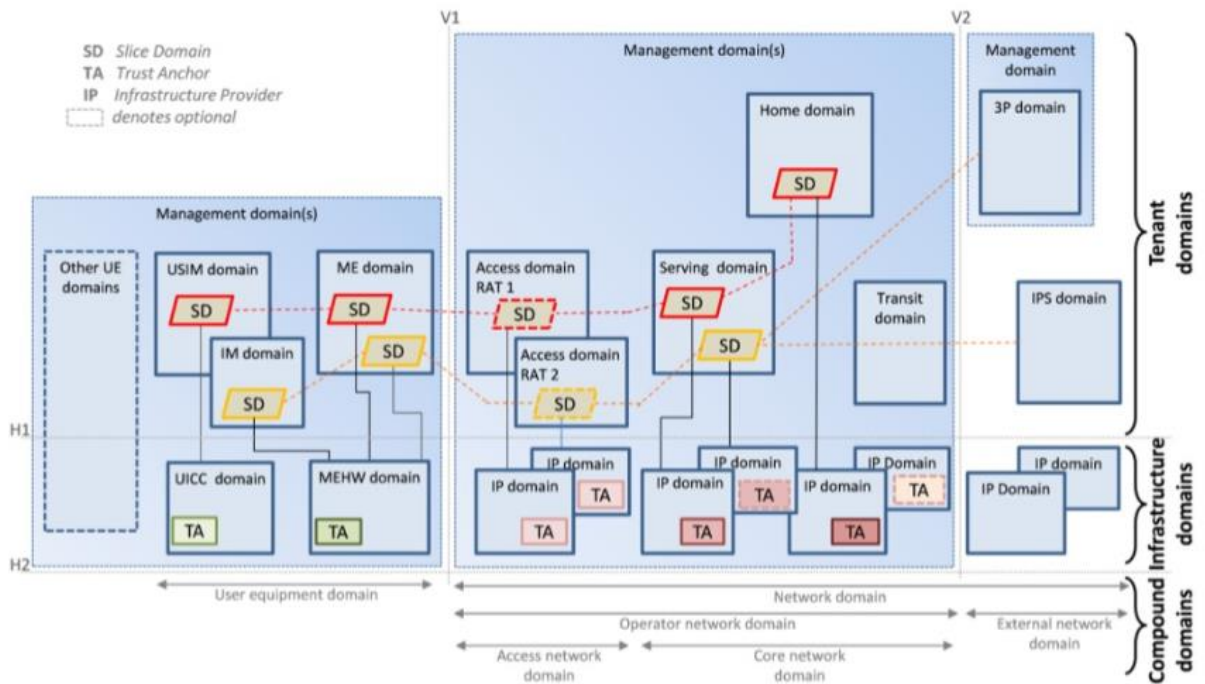 V1
V2
SD Slice Domain
TA Trust Anchor
IP Infrastructure Provider
denotes optional
Management domain(s)
Management
domain
Home domain
SD
3P domain
Management domain(s)
Other UE
domains
USIM domain
SD
ME domain
SD
SD
IM domain
SD
Access domain
RAT 1
SD
Access domain
RAT 2
SD
Serving domain
SD
SD
Transit
domain
IPS domain
Tenant
domains
H1
UICC domain
TA
MEHW domain
TA
IP domain
TA
IP domain
TA
IP domain
TA
IP domain
TA
IP Domain
TA
IP domain
TA
IP domain
IP Domain
Infrastructure
domains
H2
User equipment domain
Network domain
Operator network domain
External network
domain
Access network
domain
Core network
domain
Compound
domains